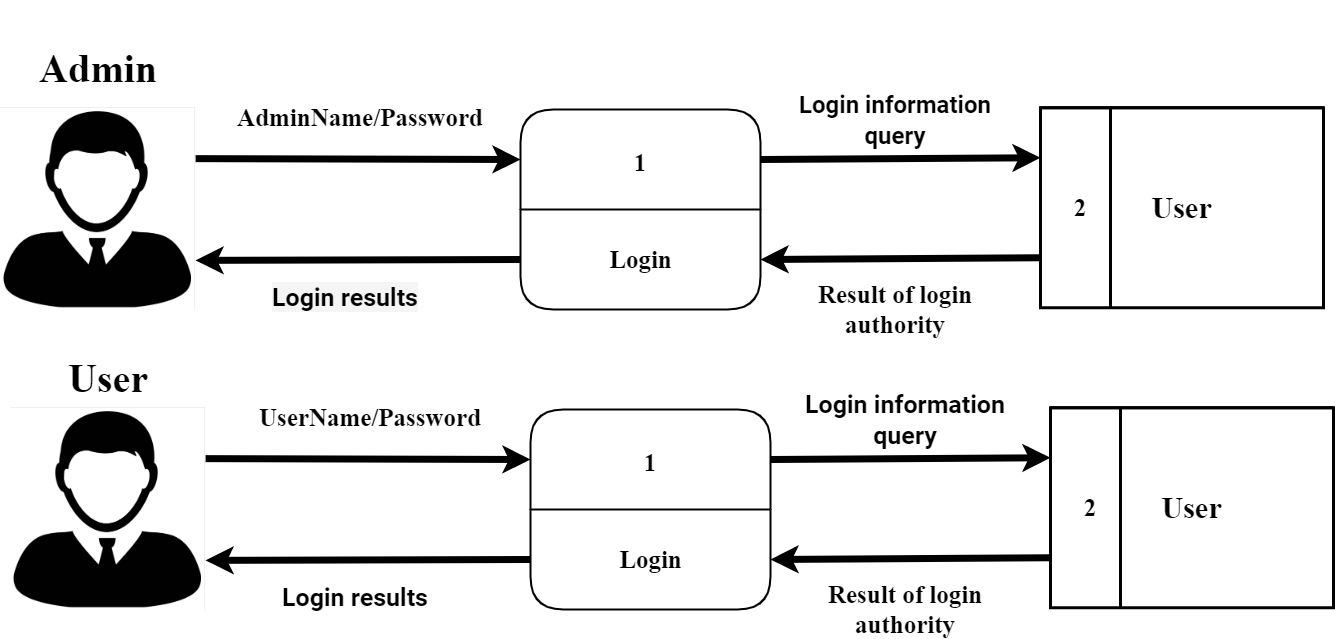 Admin
AdminName/Password
Login information
query
1
2
User
Login
Login results
Result of login
authority
User
UserName/Password
Login information
query
1
2
User
Login
Login results
Result of login
authority